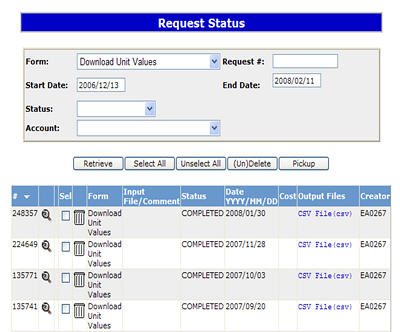 Request Status
Form: Download Unit Values Request #:
Start Date: 2006/12/13 End Date: 2008/02/11
Status:
Account:
Retrieve Select All Unselect All (Un)Delete Pickup
# Sel Form Input File/Comment Status Date YYYY/MM/DD Cost Output Files Creator
248357 Download Unit Values COMPLETED 2008/01/30 CSV File(csv) EA0267
224649 Download Unit Values COMPLETED 2007/11/28 CSV File(csv) EA0267
135771 Download Unit Values COMPLETED 2007/10/03 CSV File(csv) EA0267
135741 Download Unit Values COMPLETED 2007/09/20 CSV File(csv) EA0267